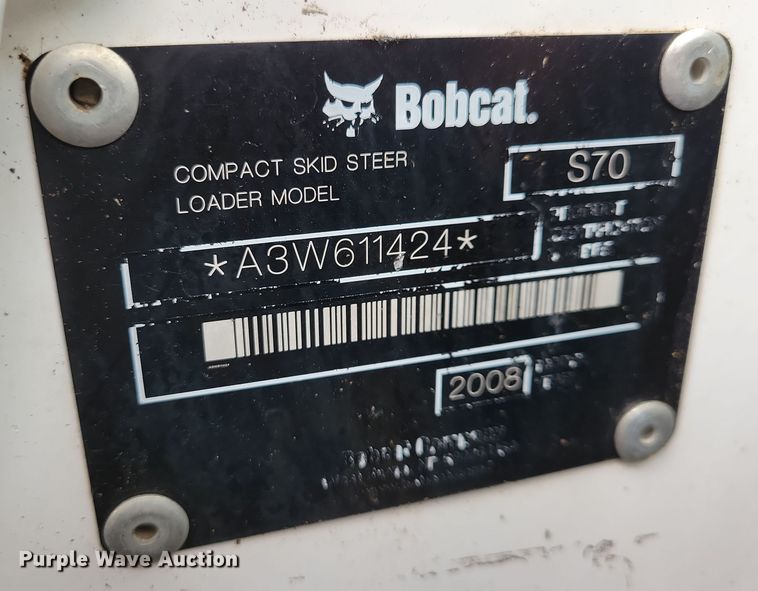 Bobcat.
COMPACT SKID STEER
LOADER MODEL
S70
*A3W611424*
2008
Purple Wave Auction